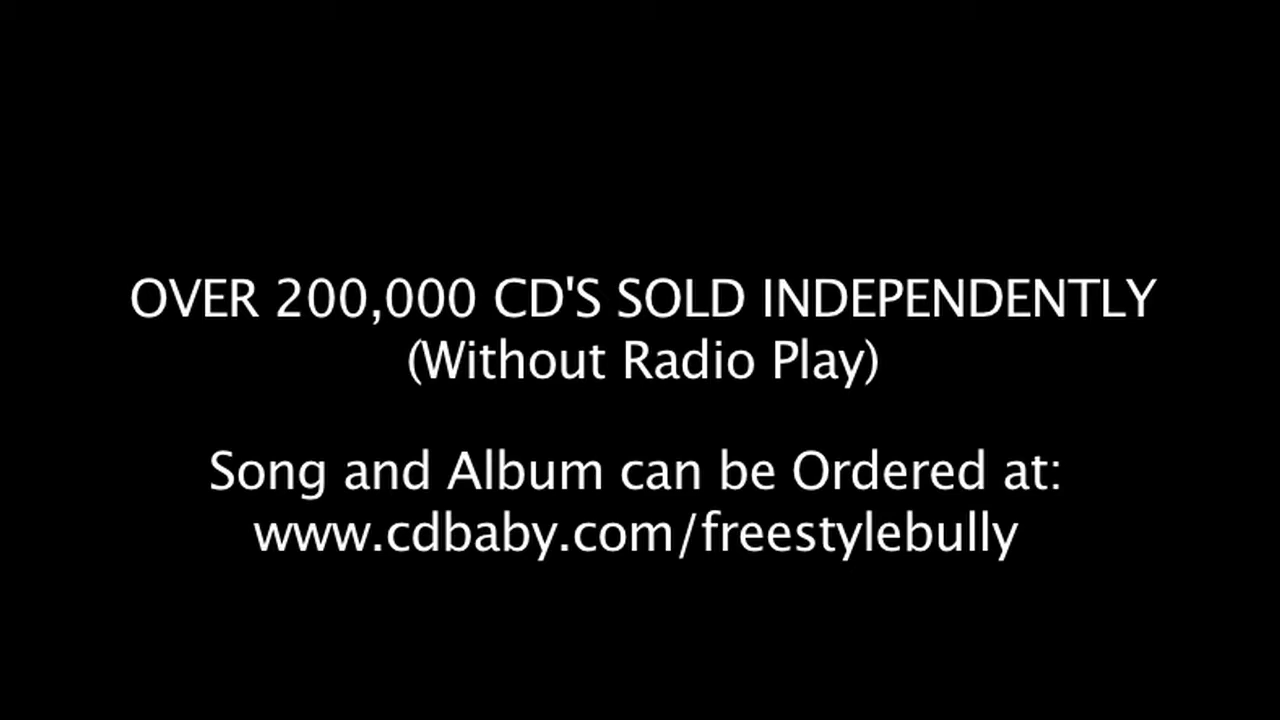 OVER 200,000 CD'S SOLD INDEPENDENTLY
(Without Radio Play)
Song and Album can be Ordered at:
www.cdbaby.com/freestylebully